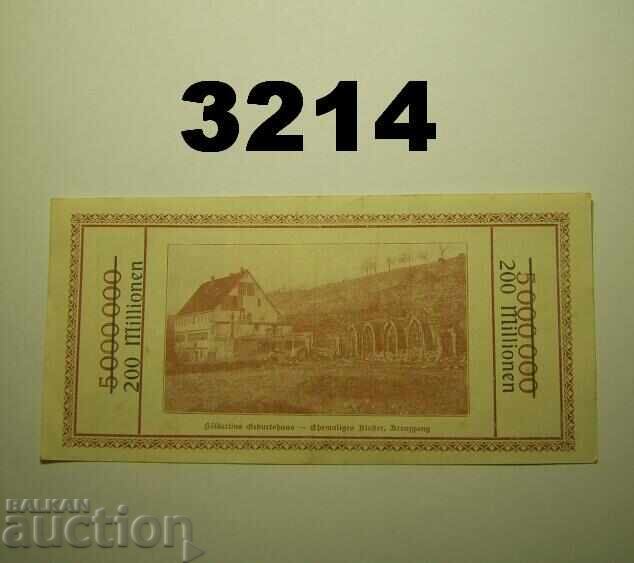 3214
5000000
200 Millionen
5000000
200 Millionen
Hölderlins Geburtshaus — Ehemaliges Kloster, Kreuzgang
BALKAN
auction